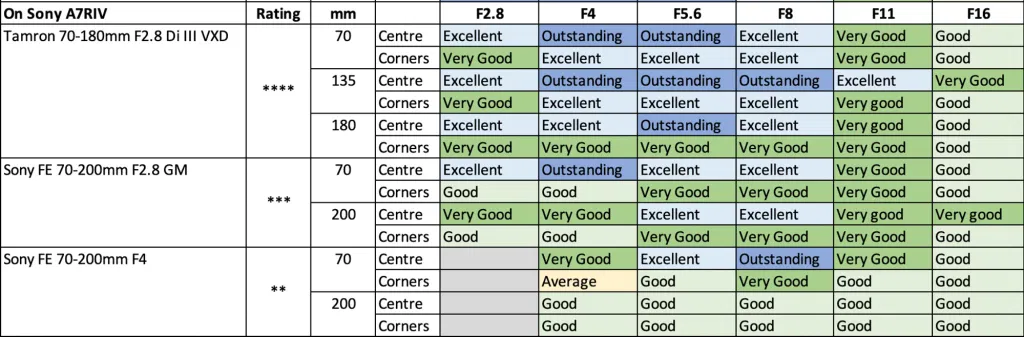 On Sony A7RIV Rating mm F2.8 F4 F5.6 F8 F11 F16
Tamron 70-180mm F2.8 Di III VXD 70 Centre Excellent Outstanding Outstanding Excellent Very Good Good
Corners Very Good Excellent Excellent Excellent Very Good Good
**** 135 Centre Excellent Outstanding Outstanding Outstanding Excellent Very Good
Corners Very Good Excellent Excellent Excellent Very good Good
180 Centre Excellent Excellent Outstanding Excellent Very good Good
Corners Very Good Very Good Very Good Very Good Very Good Good
Sony FE 70-200mm F2.8 GM 70 Centre Excellent Outstanding Excellent Excellent Very Good Good
*** Corners Good Good Very Good Very Good Very Good Good
200 Centre Very Good Very Good Excellent Excellent Very good Very good
Corners Good Good Very Good Very Good Very Good Good
Sony FE 70-200mm F4 70 Centre Very Good Excellent Outstanding Very Good Good
** Corners Average Good Very Good Good Good
200 Centre Good Good Good Good Good
Corners Good Good Good Good Good